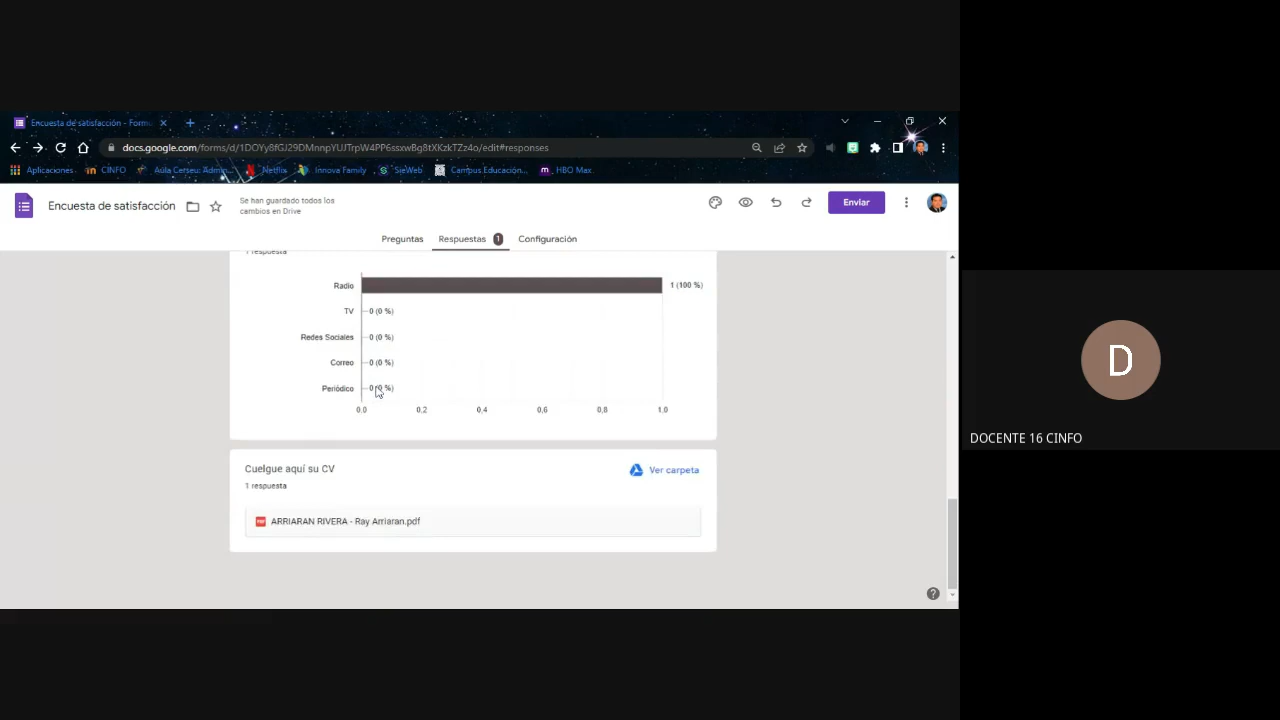 Encuesta de satisfacción - Formu
docs.google.com/forms/d/1DOYy8fGJ29DMnnpYUJTrpW4PP6ssxwBg8tXKzkTZz4o/edit#responses
Aplicaciones CINFO Aula Cerseu: Admin... Netflix Innova Family SieWeb Campus Educación... HBO Max
Encuesta de satisfacción
Se han guardado todos los
cambios en Drive
Enviar
Preguntas Respuestas 1 Configuración
1 respuesta
Radio 1 (100 %)
TV 0 (0 %)
Redes Sociales 0 (0 %)
Correo 0 (0 %)
Periódico 0 (0 %)
0,0 0,2 0,4 0,6 0,8 1,0
Cuelgue aquí su CV
Ver carpeta
1 respuesta
PDF ARRIARAN RIVERA - Ray Arriaran.pdf
D
DOCENTE 16 CINFO